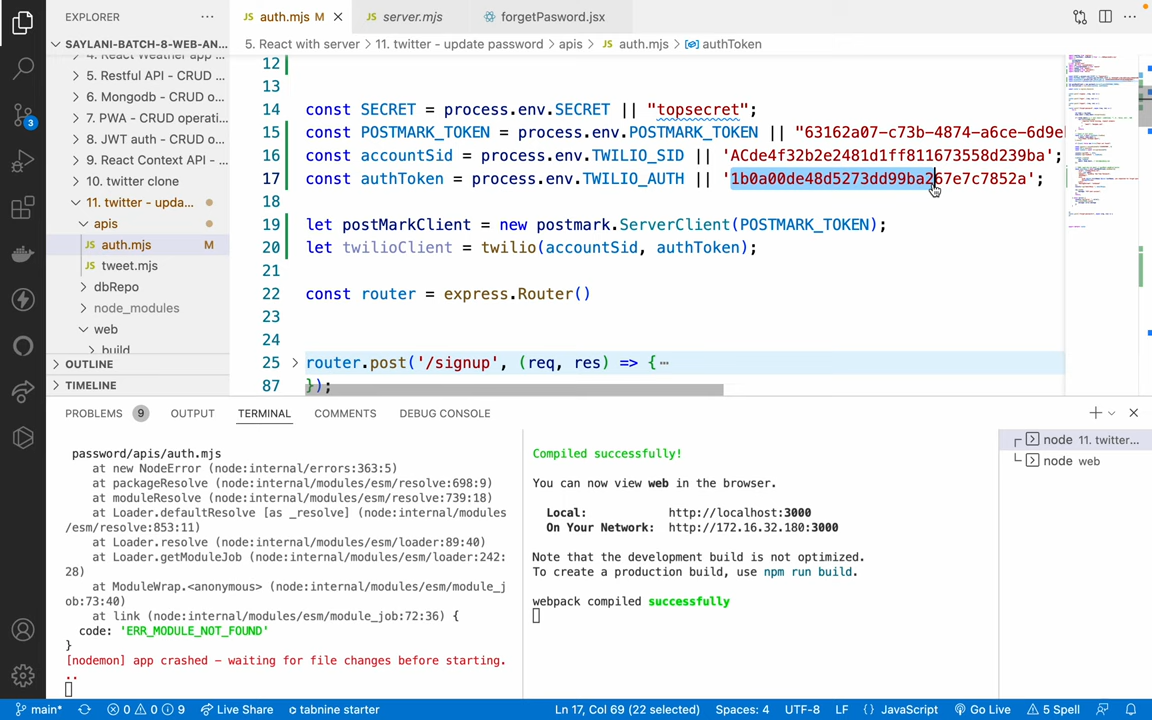 EXPLORER
auth.mjs M
server.mjs
forgetPasword.jsx
SAYLANI-BATCH-8-WEB-AN...
5. React with server > 11. twitter - update password > apis > auth.mjs > authToken
4. React Weather app ...
5. Restful API - CRUD ...
6. Mongodb - CRUD o...
7. PWA - CRUD operati...
8. JWT auth - CRUD o...
9. React Context API - ...
10. twitter clone
11. twitter - upda...
apis
auth.mjs M
tweet.mjs
dbRepo
node_modules
web
build
OUTLINE
TIMELINE
12
13
14 const SECRET = process.env.SECRET || "topsecret";
15 const POSTMARK_TOKEN = process.env.POSTMARK_TOKEN || "63162a07-c73b-4874-a6ce-6d9e
16 const accountSid = process.env.TWILIO_SID || 'ACde4f32b2e2481d1ff811673558d239ba';
17 const authToken = process.env.TWILIO_AUTH || '1b0a00de48d5273dd99ba267e7c7852a';
18
19 let postMarkClient = new postmark.ServerClient(POSTMARK_TOKEN);
20 let twilioClient = twilio(accountSid, authToken);
21
22 const router = express.Router()
23
24
25 > router.post('/signup', (req, res) => {⋯
87 });
PROBLEMS 9 OUTPUT TERMINAL COMMENTS DEBUG CONSOLE
password/apis/auth.mjs
at new NodeError (node:internal/errors:363:5)
at packageResolve (node:internal/modules/esm/resolve:698:9)
at moduleResolve (node:internal/modules/esm/resolve:739:18)
at Loader.defaultResolve [as _resolve] (node:internal/modules
/esm/resolve:853:11)
at Loader.resolve (node:internal/modules/esm/loader:89:40)
at Loader.getModuleJob (node:internal/modules/esm/loader:242:
28)
at ModuleWrap.<anonymous> (node:internal/modules/esm/module_j
ob:73:40)
at link (node:internal/modules/esm/module_job:72:36) {
code: 'ERR_MODULE_NOT_FOUND'
}
[nodemon] app crashed - waiting for file changes before starting.
..
Compiled successfully!
You can now view web in the browser.
Local: http://localhost:3000
On Your Network: http://172.16.32.180:3000
Note that the development build is not optimized.
To create a production build, use npm run build.
webpack compiled successfully
node 11. twitter...
node web
3
main* 0 0 9 Live Share tabnine starter Ln 17, Col 69 (22 selected) Spaces: 4 UTF-8 LF {} JavaScript Go Live 5 Spell